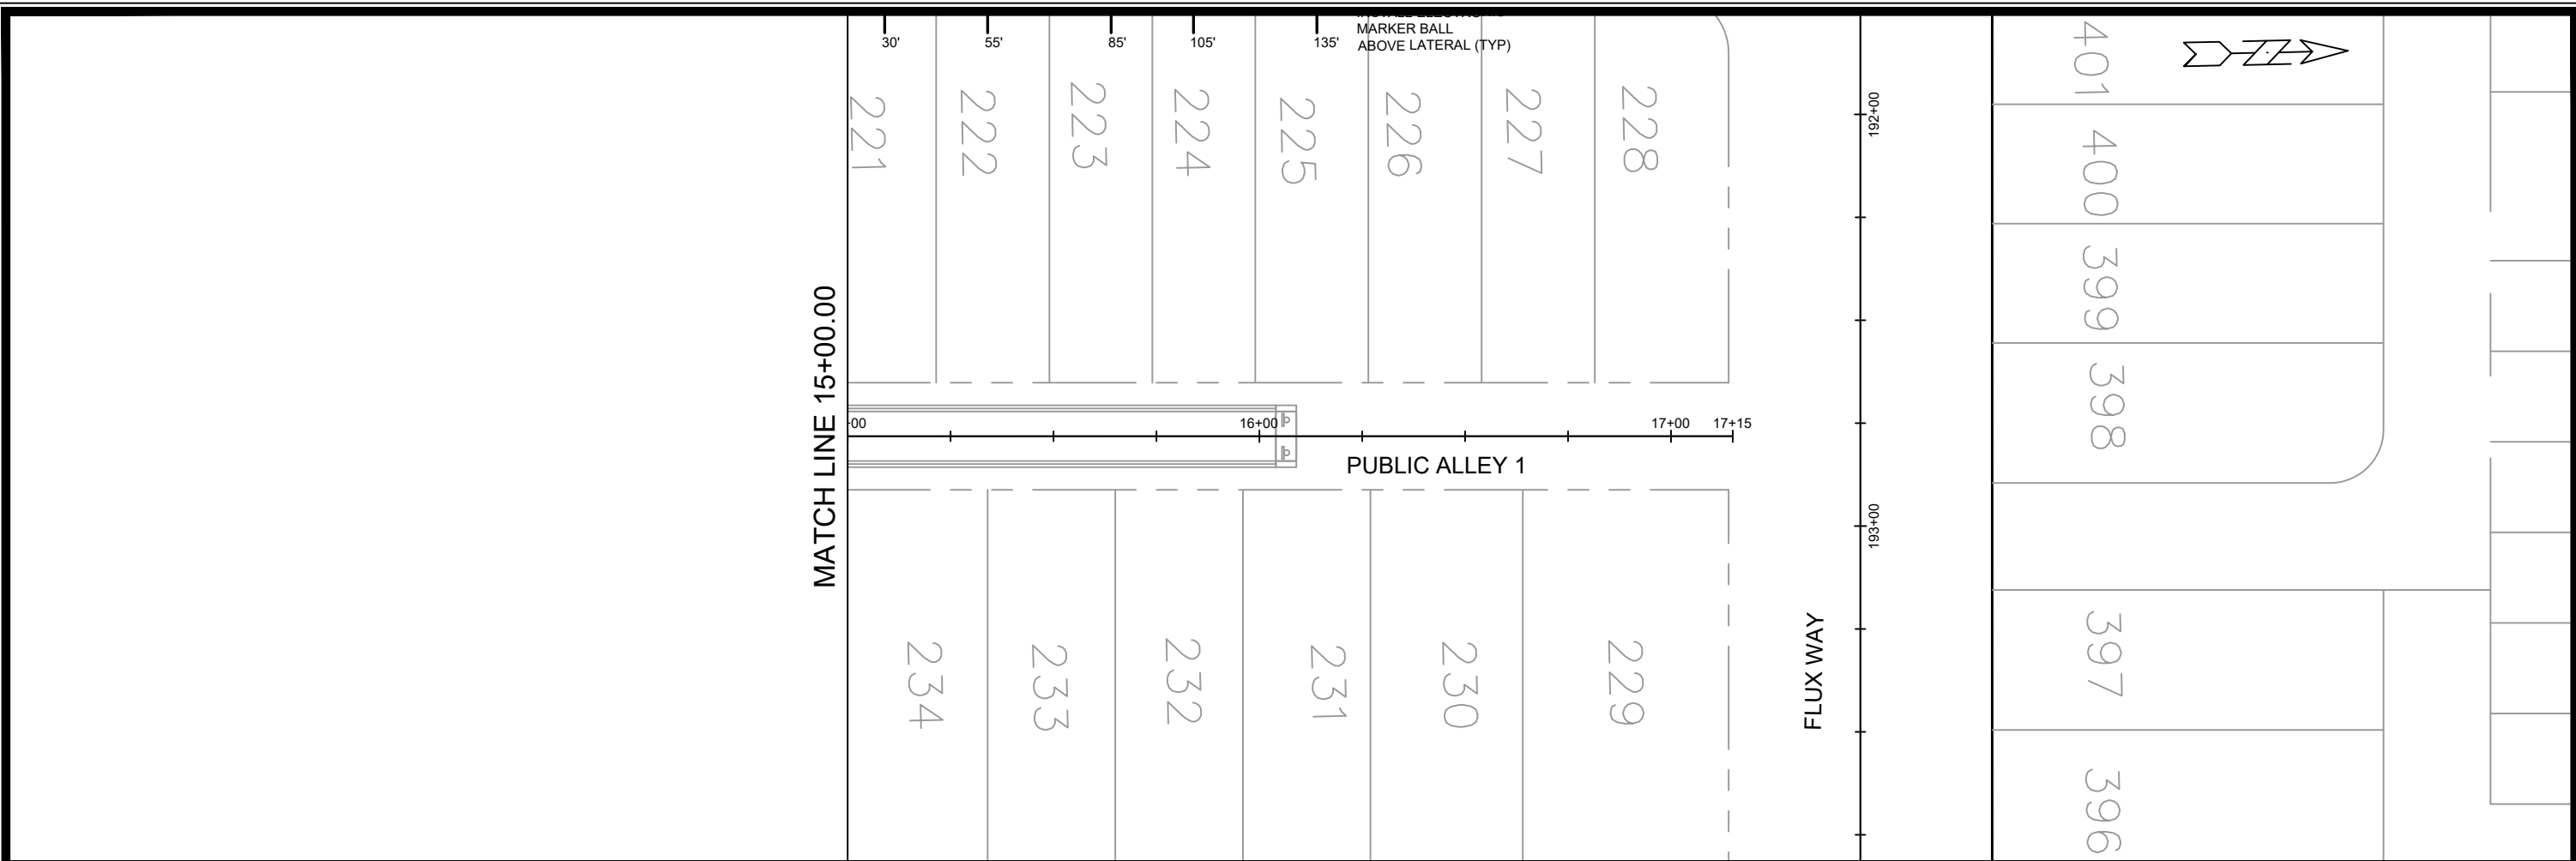 30' 55' 85' 105' 135'
INSTALL ELECTRONIC
MARKER BALL
ABOVE LATERAL (TYP)
221 222 223 224 225 226 227 228
192+00
401
400
399
398
MATCH LINE 15+00.00
-00 16+00 17+00 17+15
PUBLIC ALLEY 1
193+00
FLUX WAY
234 233 232 231 230 229
397
396
N